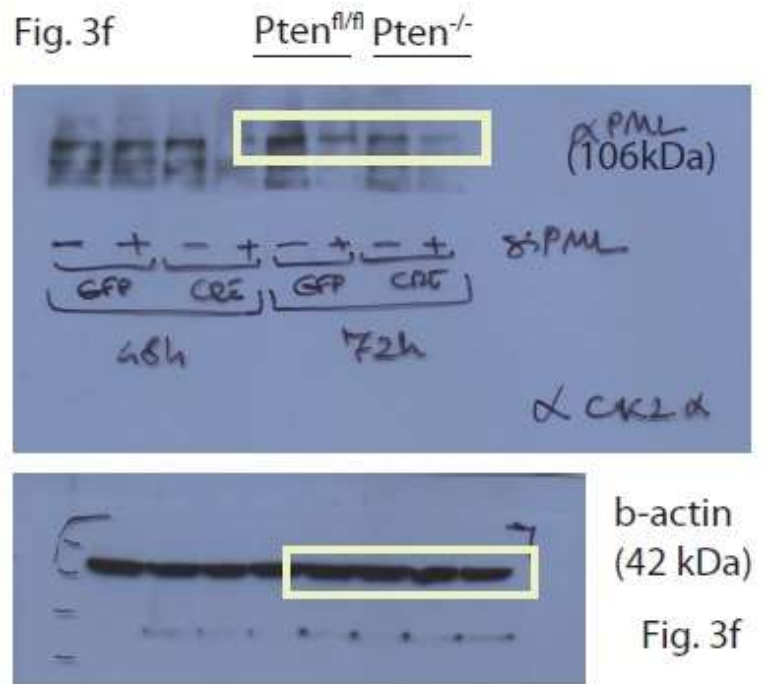 Fig. 3f Pten^fl/fl Pten^-/-
αPML
(106kDa)
- + - + - + - + siPML
GFP CRE GFP CRE
48h 72h
α CK2 α
b-actin
(42 kDa)
Fig. 3f